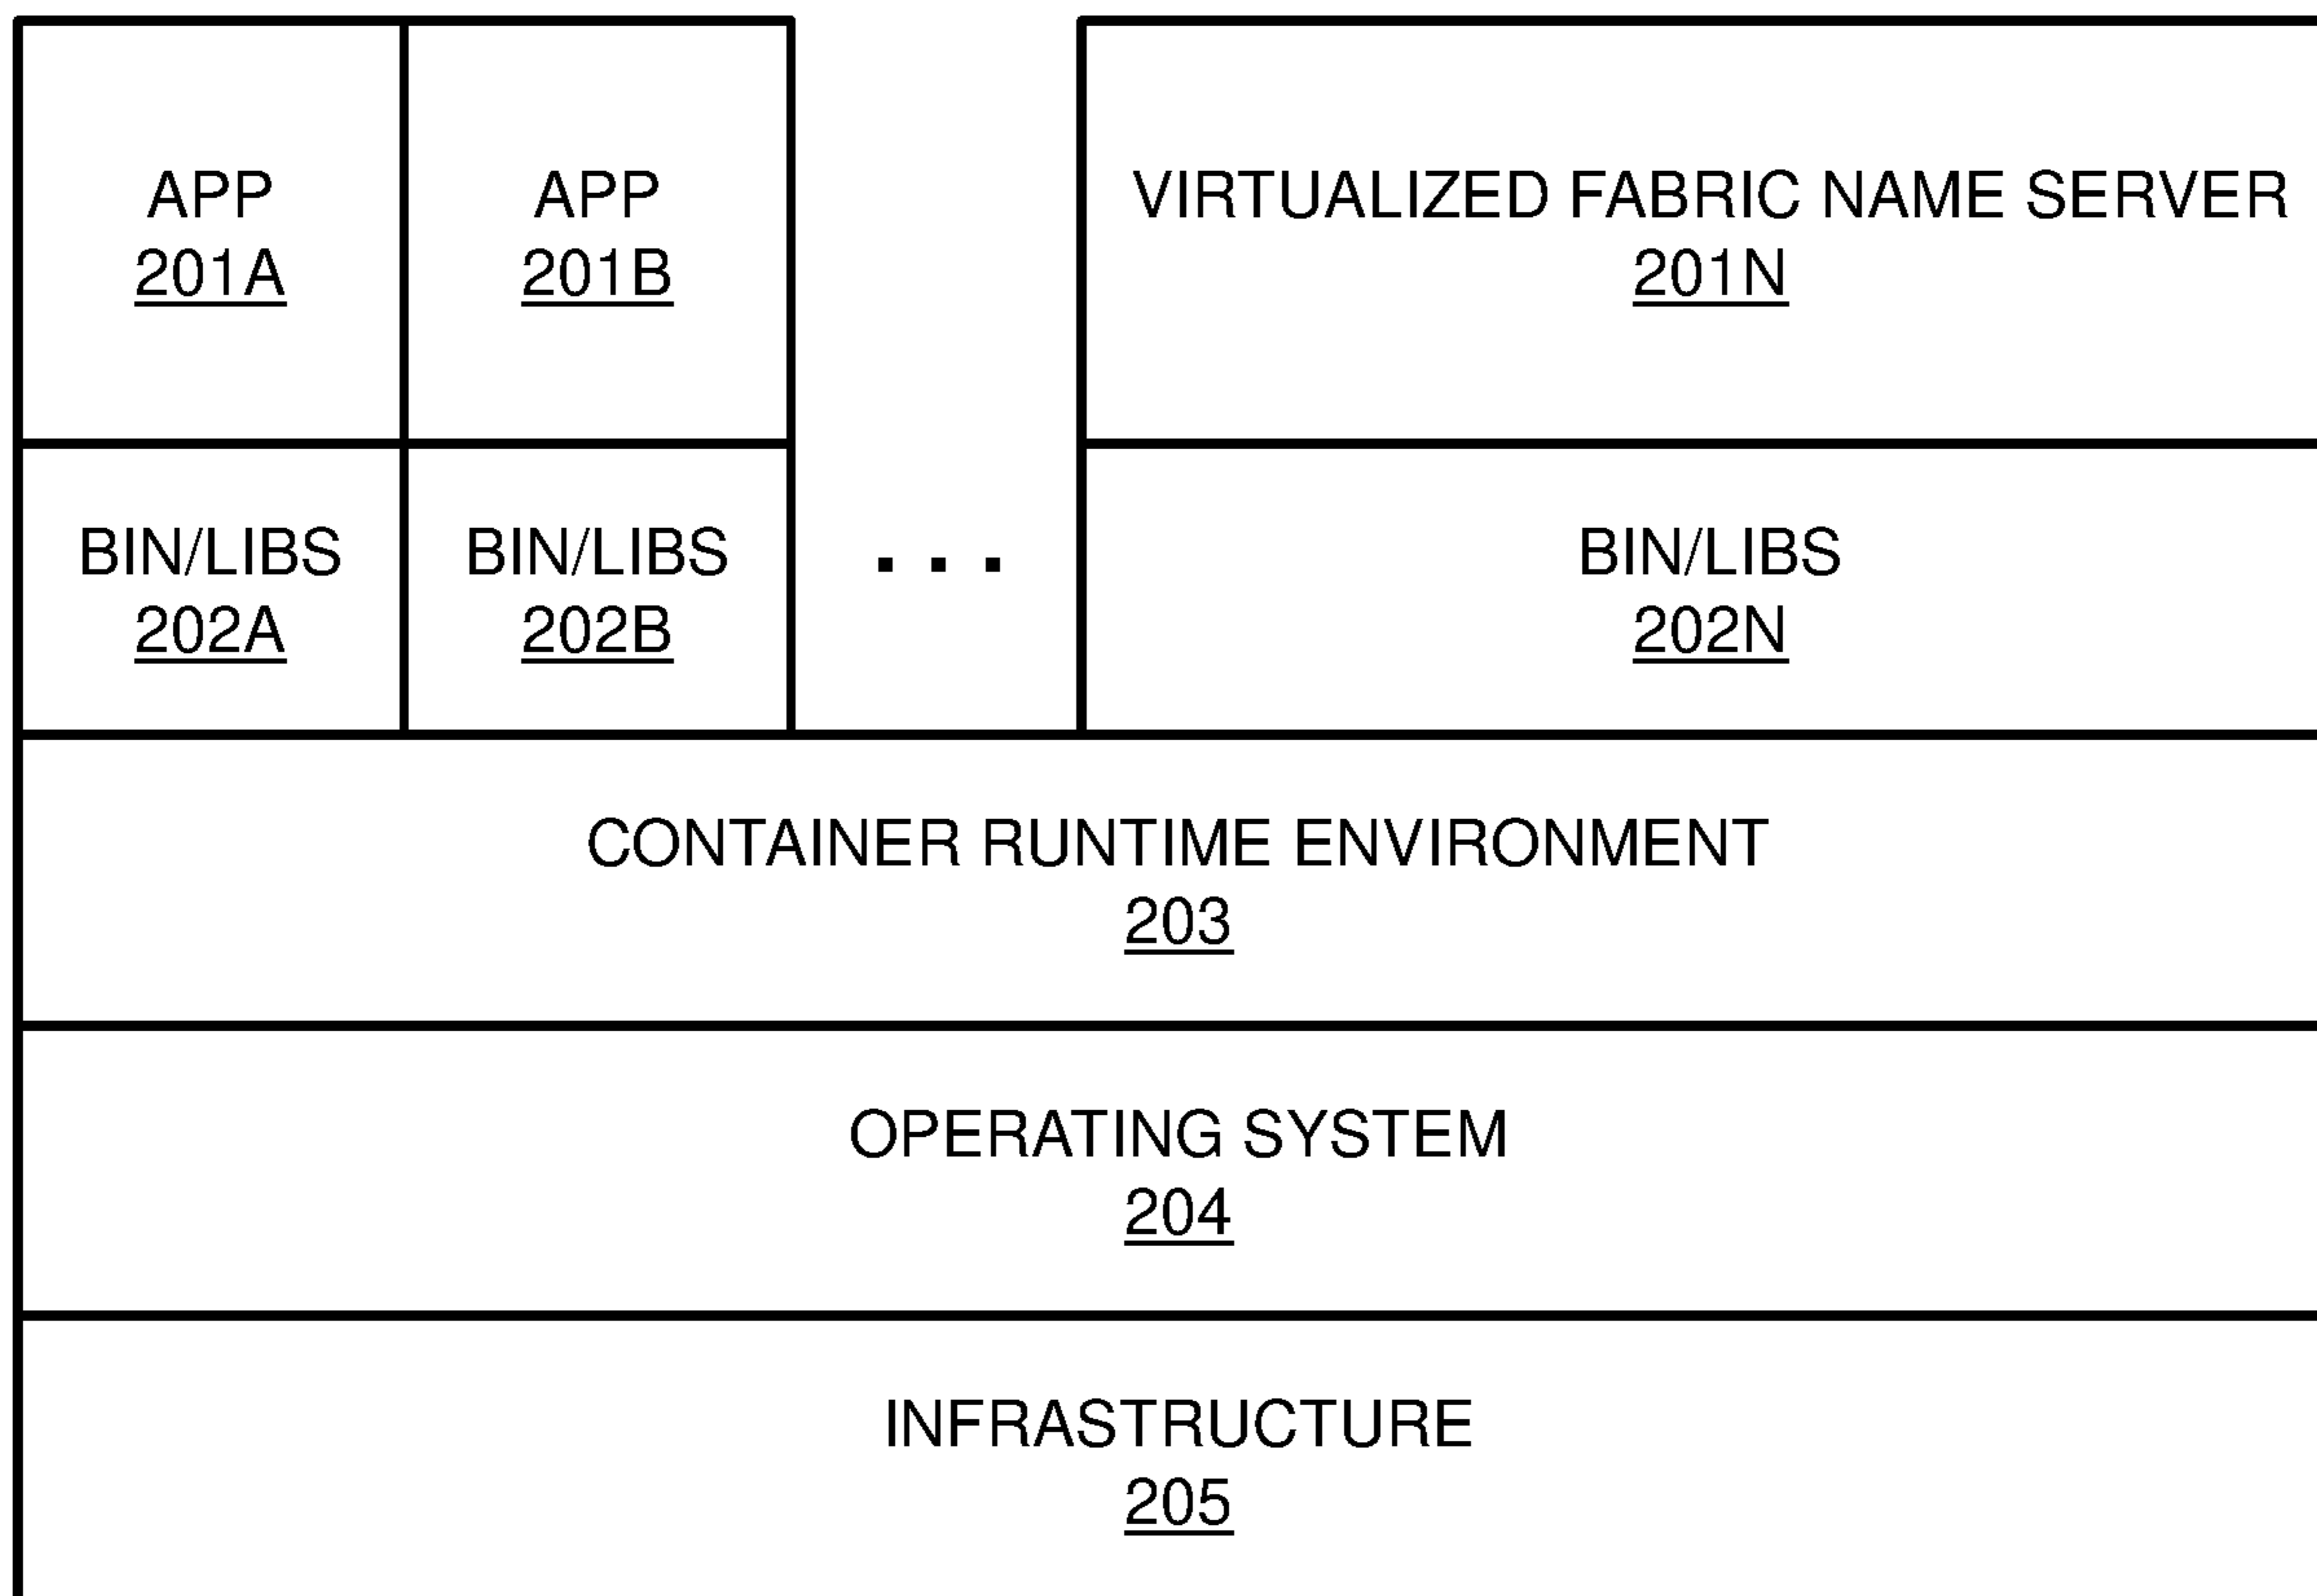 APP
201A
APP
201B
VIRTUALIZED FABRIC NAME SERVER
201N
BIN/LIBS
202A
BIN/LIBS
202B
...
BIN/LIBS
202N
CONTAINER RUNTIME ENVIRONMENT
203
OPERATING SYSTEM
204
INFRASTRUCTURE
205